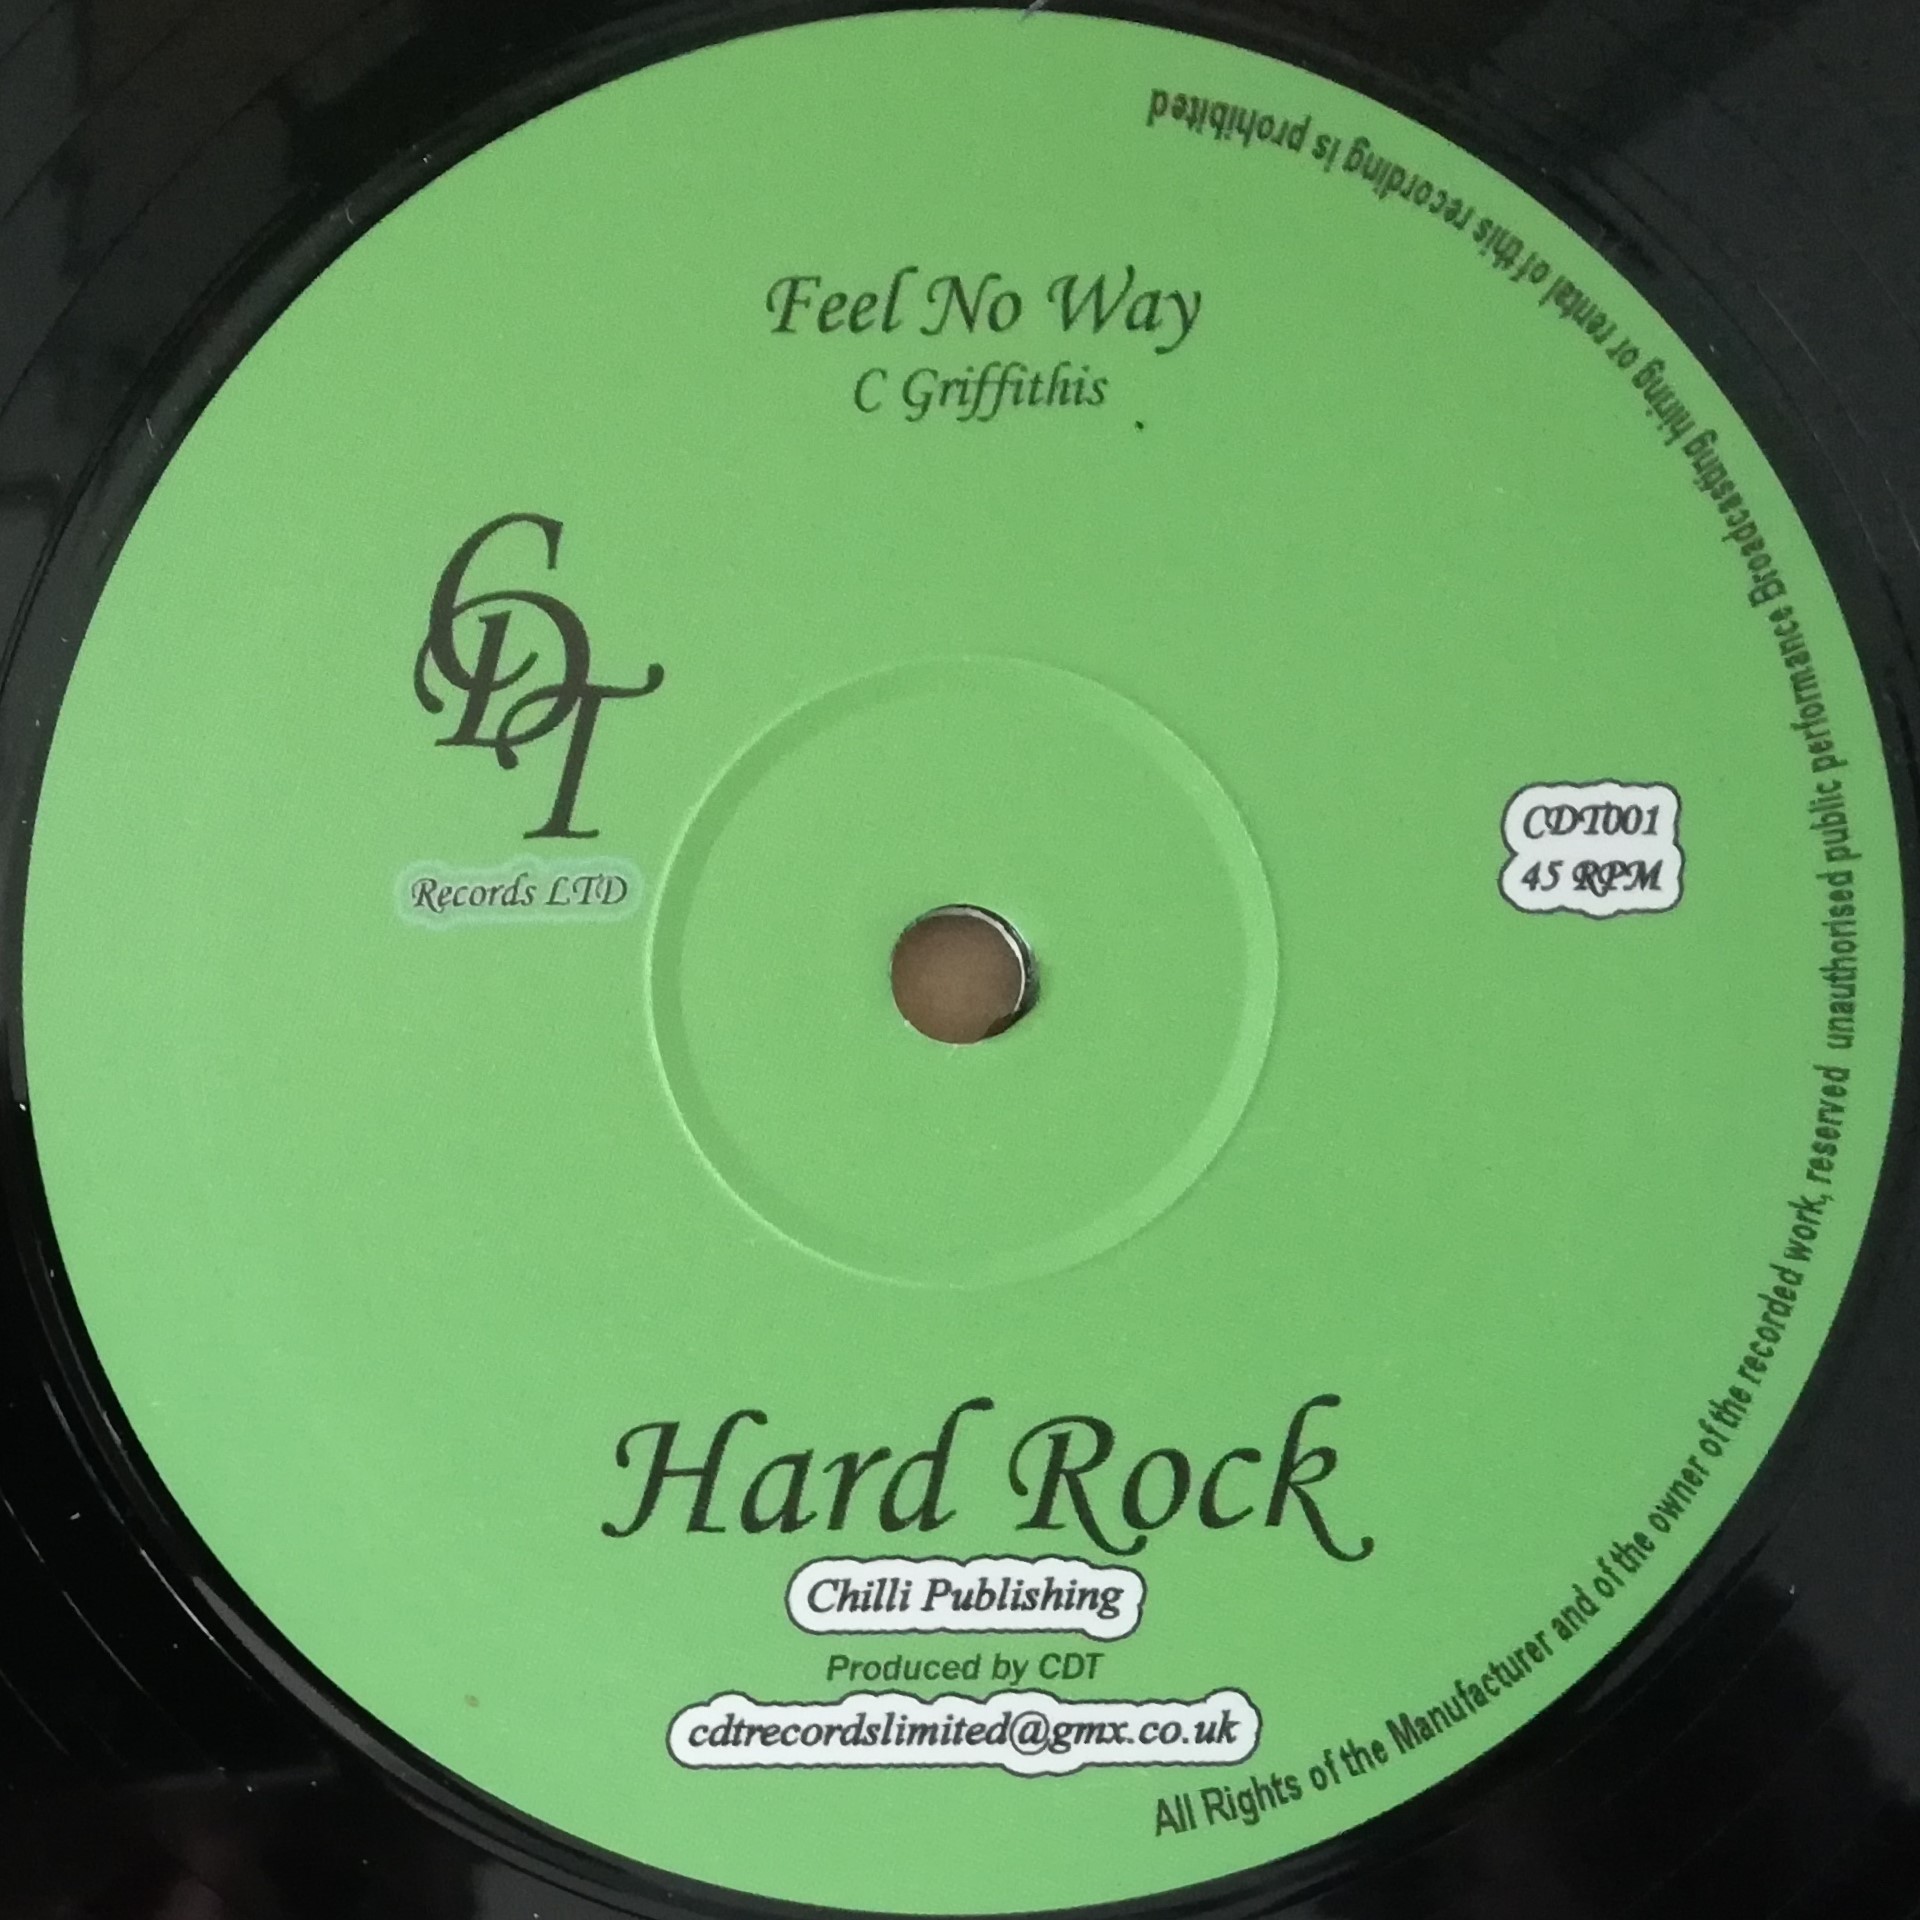 Feel No Way
C Griffithis
CDT
Records LTD
CDT001
45 RPM
Hard Rock
Chilli Publishing
Produced by CDT
cdtrecordslimited@gmx.co.uk
All Rights of the Manufacturer and of the owner of the recorded work, reserved unauthorised public performance Broadcasting hiring or rental of this recording is prohibited